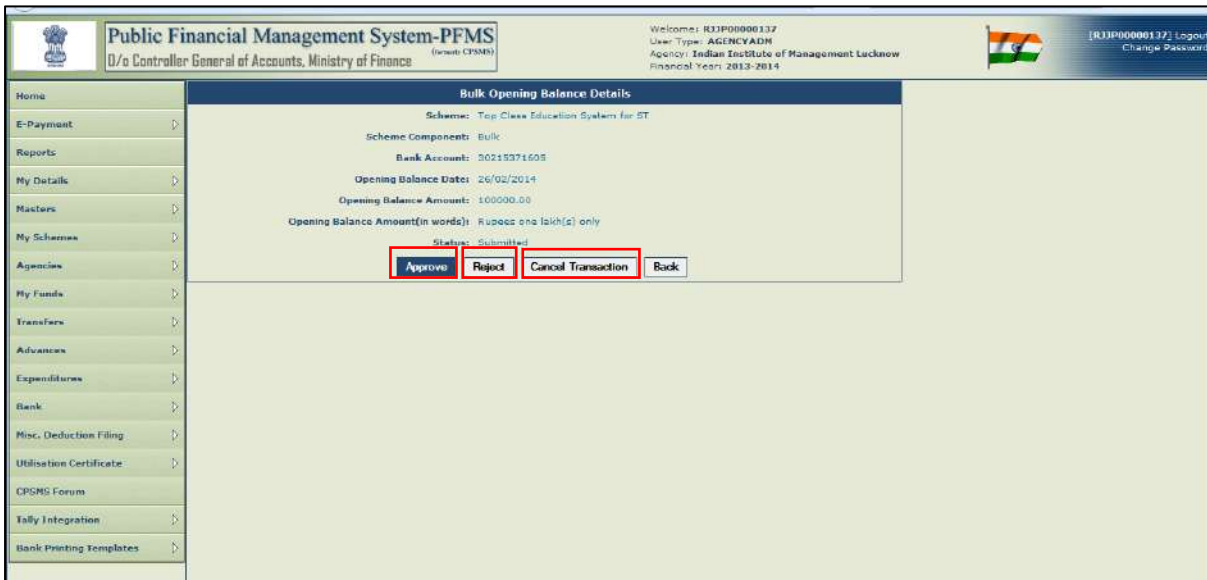 Public Financial Management System-PFMS
(formerly CPSMS)
O/o Controller General of Accounts, Ministry of Finance
Welcome: RJJP00000137
User Type: AGENCYADM
Agency: Indian Institute of Management Lucknow
Financial Year: 2013-2014
[RJJP00000137] Logout
Change Password
Home
E-Payment
Reports
My Details
Masters
My Schemes
Agencies
My Funds
Transfers
Advances
Expenditures
Bank
Misc. Deduction Filing
Utilisation Certificate
CPSMS Forum
Tally Integration
Bank Printing Templates
Bulk Opening Balance Details
Scheme: Top Class Education System for ST
Scheme Component: Bulk
Bank Account: 30215371605
Opening Balance Date: 26/02/2014
Opening Balance Amount: 100000.00
Opening Balance Amount(in words): Rupees one lakh(s) only
Status: Submitted
Approve Reject Cancel Transaction Back